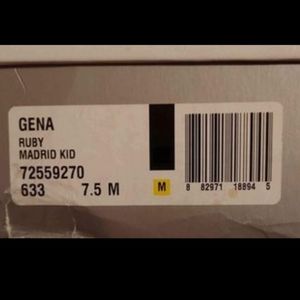 GENA
RUBY
MADRID KID
72559270
633 7.5 M
M
8 82971 18894 5